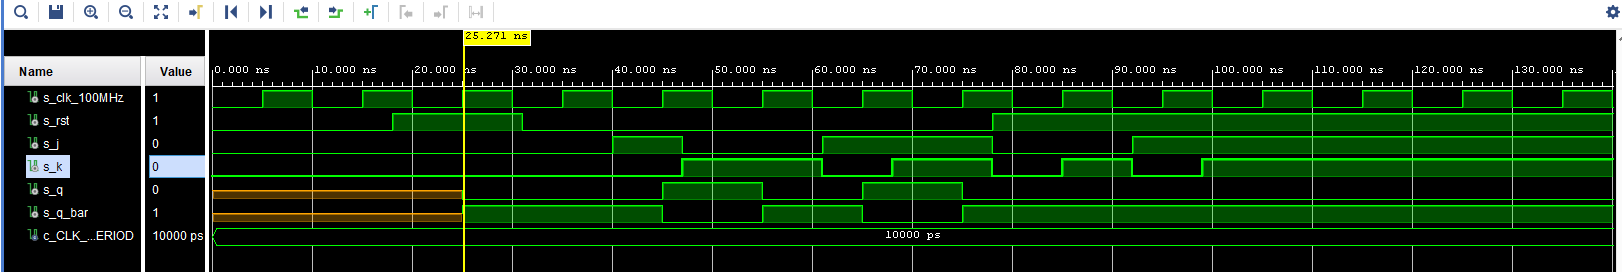 25.271 ns
Name Value
0.000 ns 10.000 ns 20.000 ns 30.000 ns 40.000 ns 50.000 ns 60.000 ns 70.000 ns 80.000 ns 90.000 ns 100.000 ns 110.000 ns 120.000 ns 130.000 ns
s_clk_100MHz 1
s_rst 1
s_j 0
s_k 0
s_q 0
s_q_bar 1
c_CLK_...ERIOD 10000 ps 10000 ps